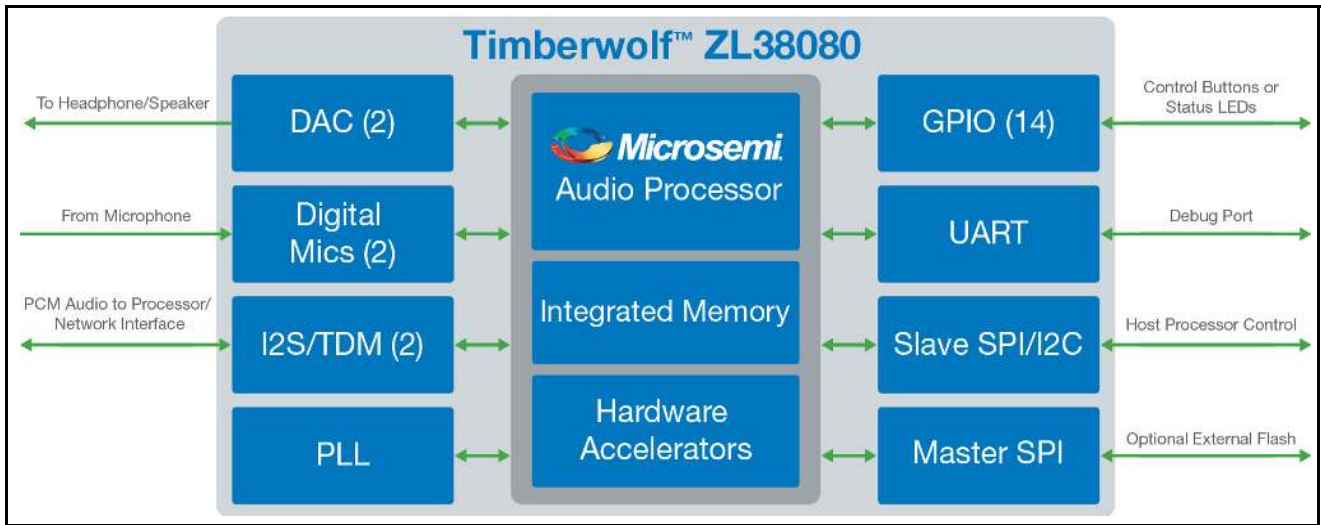 Timberwolf™ ZL38080
To Headphone/Speaker
DAC (2)
From Microphone
Digital
Mics (2)
PCM Audio to Processor/
Network Interface
I2S/TDM (2)
PLL
Microsemi.
Audio Processor
Integrated Memory
Hardware
Accelerators
GPIO (14)
Control Buttons or
Status LEDs
UART
Debug Port
Slave SPI/I2C
Host Processor Control
Master SPI
Optional External Flash